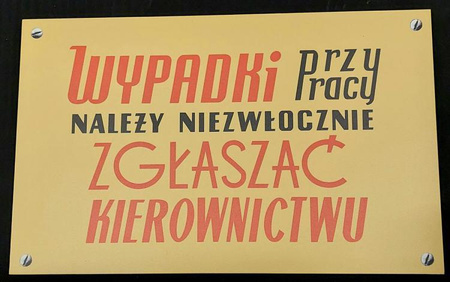 WYPADKi przy Pracy
NALEŻY NIEZWŁOCZNIE
ZGŁASZAĆ
KIEROWNICTWU